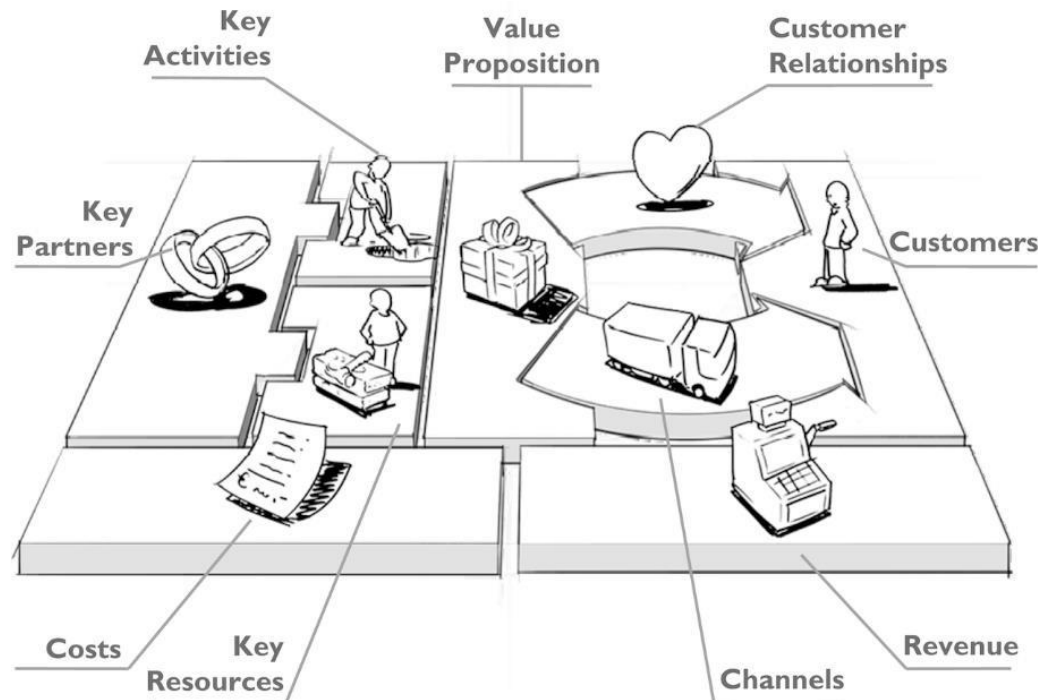 Key
Activities
Value
Proposition
Customer
Relationships
Key
Partners
Customers
€
Costs
Key
Resources
Channels
Revenue